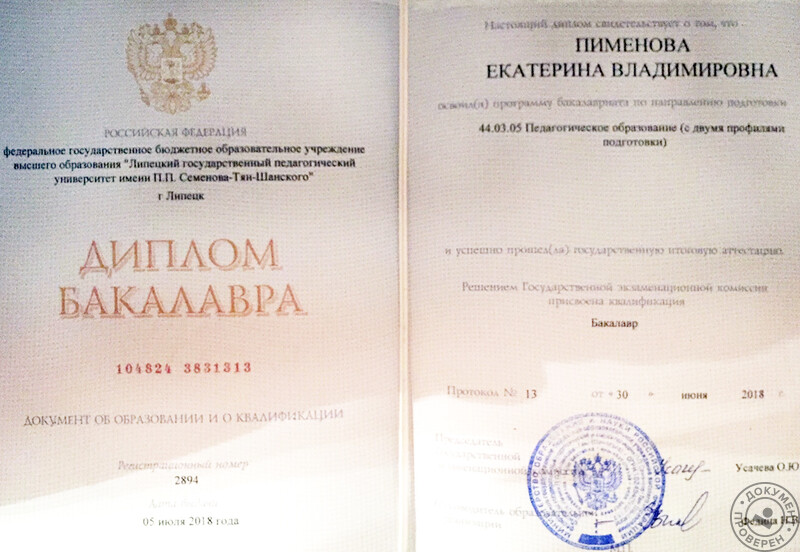 РОССИЙСКАЯ ФЕДЕРАЦИЯ
федеральное государственное бюджетное образовательное учреждение
высшего образования "Липецкий государственный педагогический
университет имени П.П. Семенова-Тян-Шанского"
г Липецк
ДИПЛОМ
БАКАЛАВРА
104824 3831313
ДОКУМЕНТ ОБ ОБРАЗОВАНИИ И О КВАЛИФИКАЦИИ
Регистрационный номер
2894
Дата выдачи
05 июля 2018 года
Настоящий диплом свидетельствует о том, что
ПИМЕНОВА
ЕКАТЕРИНА ВЛАДИМИРОВНА
освоил(а) программу бакалавриата по направлению подготовки
44.03.05 Педагогическое образование (с двумя профилями
подготовки)
и успешно прошел(ла) государственную итоговую аттестацию
Решением Государственной экзаменационной комиссии
присвоена квалификация
Бакалавр
Протокол № 13 от « 30 » июня 2018 г.
Председатель
Государственной
экзаменационной
Усачева О.Ю
образовательной
Федина Н.В
ДОКУМЕНТ
ПРОВЕРЕН